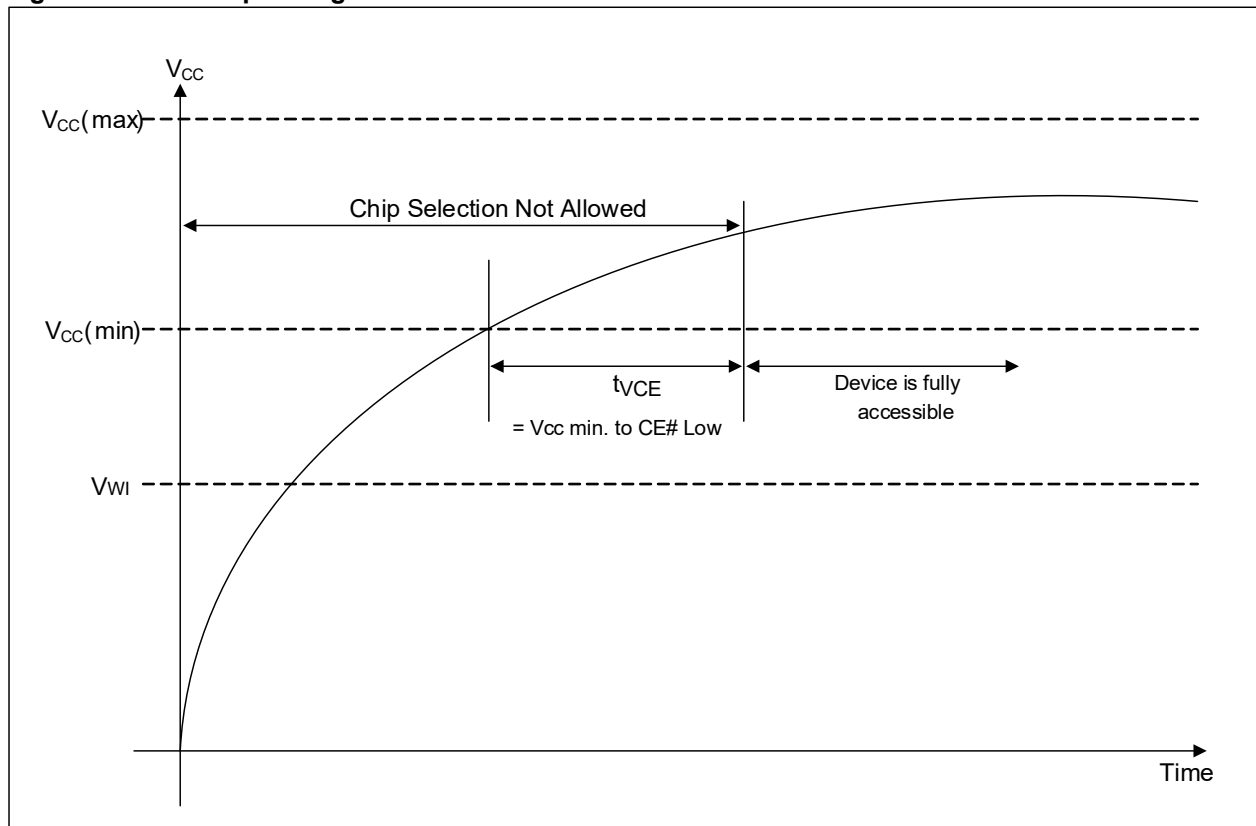 VCC
VCC(max)
Chip Selection Not Allowed
VCC(min)
tVCE
= Vcc min. to CE# Low
Device is fully
accessible
VWI
Time